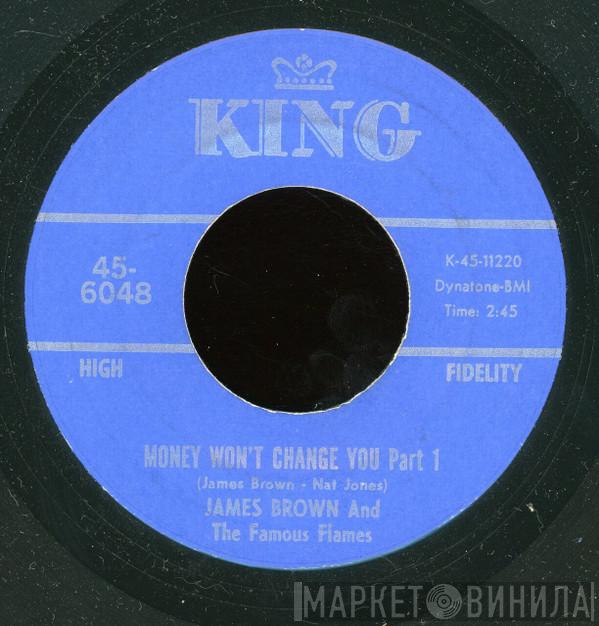 KING
45-
6048
K-45-11220
Dynatone-BMI
Time: 2:45
HIGH
FIDELITY
MONEY WON'T CHANGE YOU Part 1
(James Brown - Nat Jones)
JAMES BROWN And
The Famous Flames
МАРКЕТ ВИНИЛА